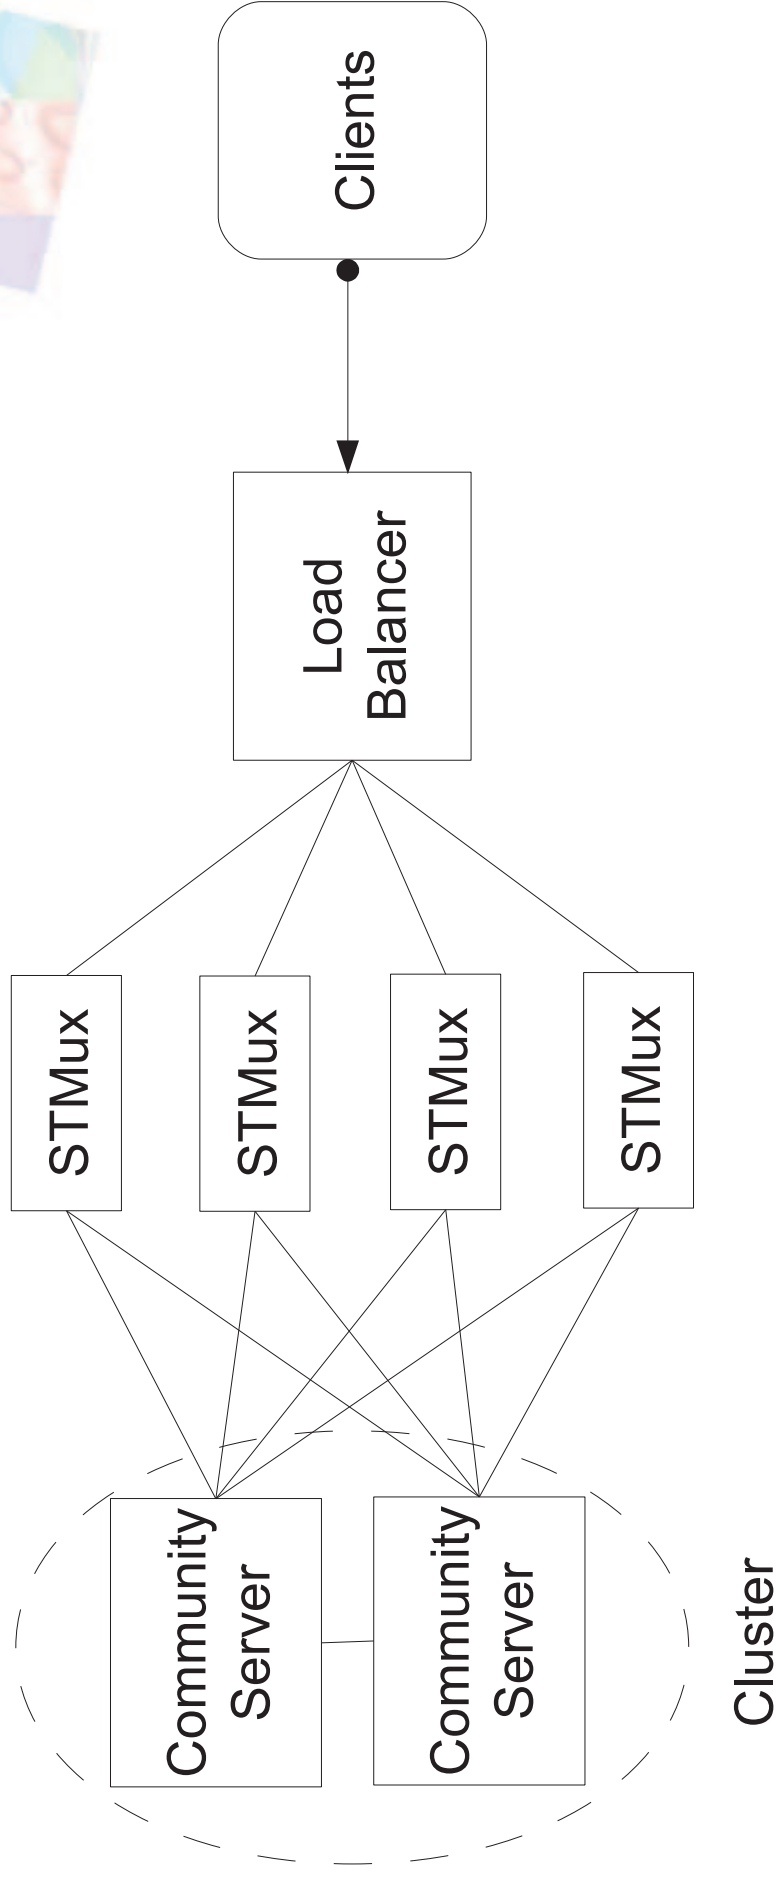 Community
Server
Community
Server
Cluster
STMux
STMux
STMux
STMux
Load
Balancer
Clients